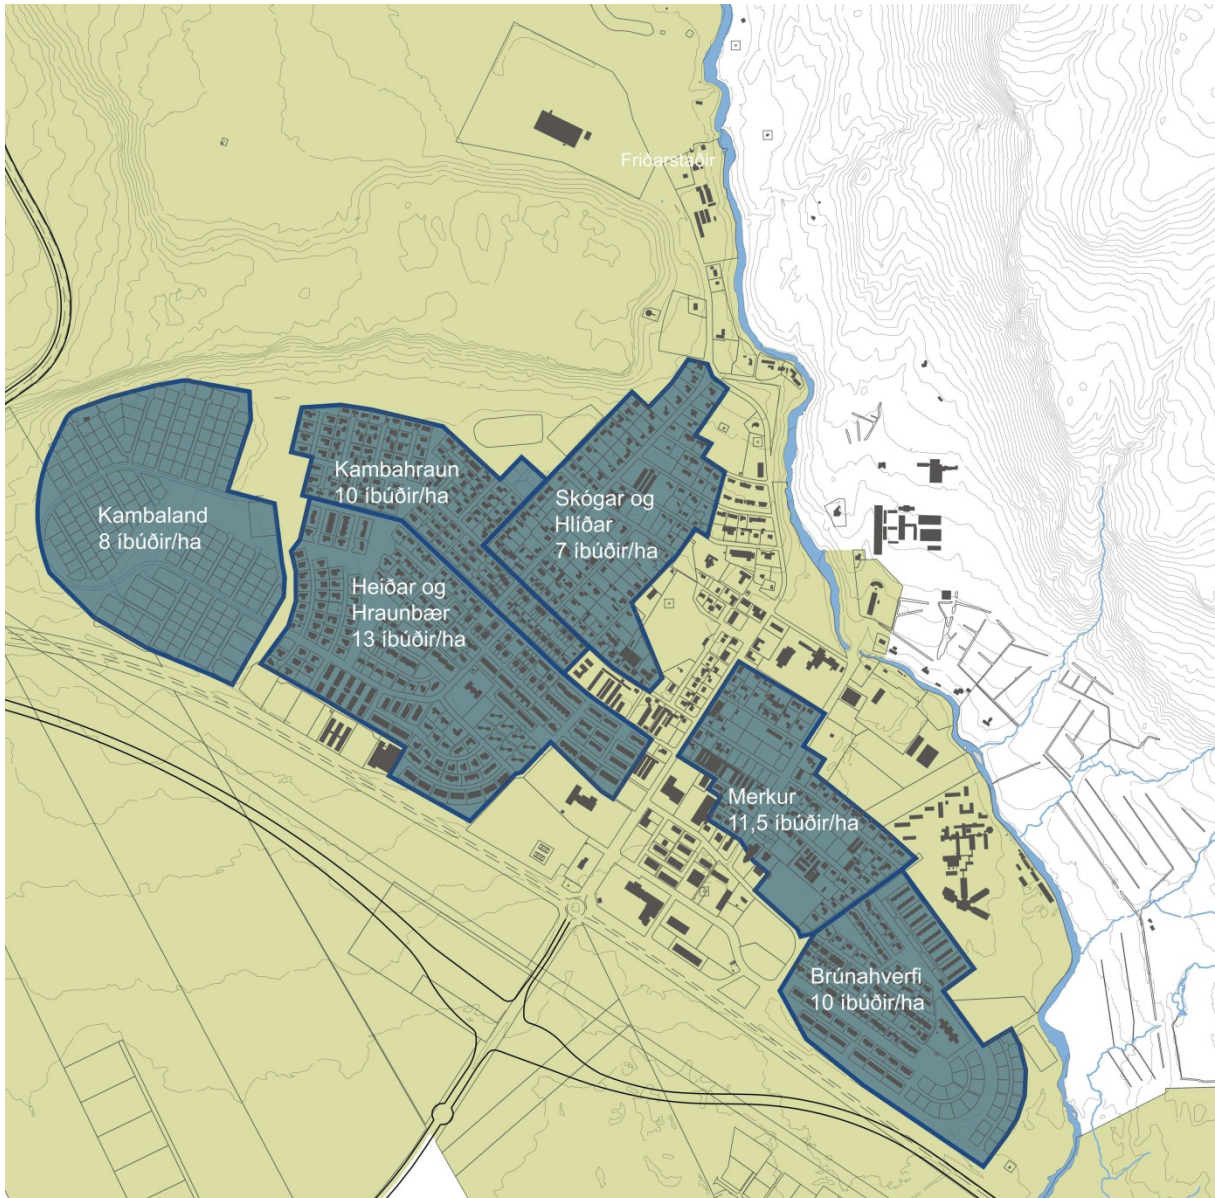 Friðarstaðir
Kambahraun
10 íbúðir/ha
Skógar og
Hlíðar
7 íbúðir/ha
Kambaland
8 íbúðir/ha
Heiðar og
Hraunbær
13 íbúðir/ha
Merkur
11,5 íbúðir/ha
Brúnahverfi
10 íbúðir/ha